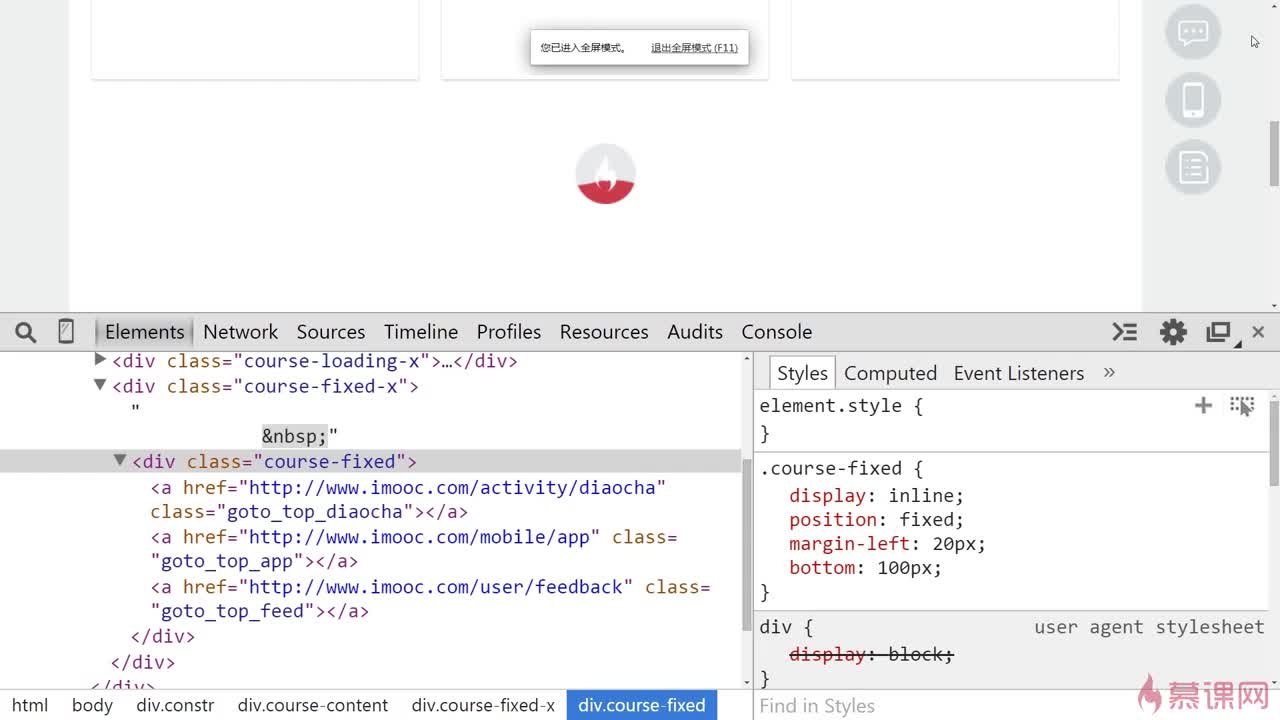 您已进入全屏模式。 退出全屏模式 (F11)
Elements Network Sources Timeline Profiles Resources Audits Console
<div class="course-loading-x">…</div>
<div class="course-fixed-x">
"
&nbsp;"
<div class="course-fixed">
<a href="http://www.imooc.com/activity/diaocha"
class="goto_top_diaocha"></a>
<a href="http://www.imooc.com/mobile/app" class=
"goto_top_app"></a>
<a href="http://www.imooc.com/user/feedback" class=
"goto_top_feed"></a>
</div>
</div>
</div>
html body div.constr div.course-content div.course-fixed-x div.course-fixed
Styles Computed Event Listeners »
element.style {
}
.course-fixed {
display: inline;
position: fixed;
margin-left: 20px;
bottom: 100px;
}
div { user agent stylesheet
display: block;
}
Find in Styles
慕课网